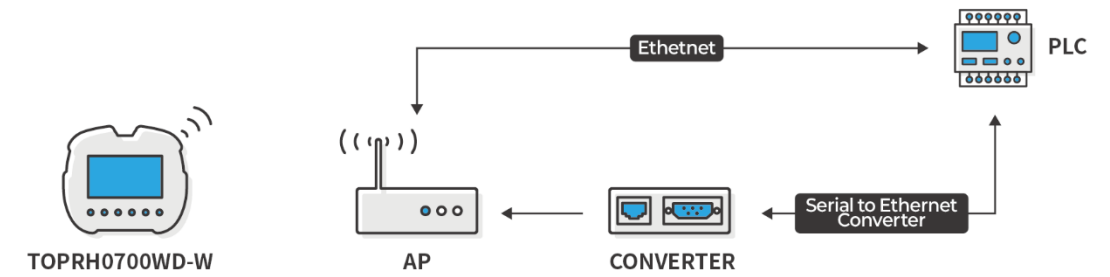 Ethetnet
PLC
Serial to Ethernet
Converter
TOPRH0700WD-W
AP
CONVERTER